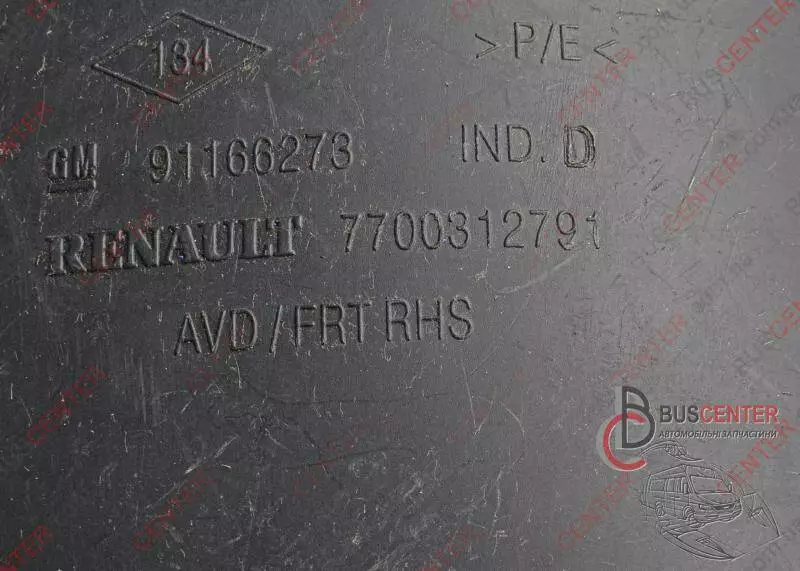 134
> P/E <
GM 91166273 IND. D
RENAULT 7700312791
AVD/FRT RHS
BUSCENTER
АВТОМОБІЛЬНІ ЗАПЧАСТИНИ